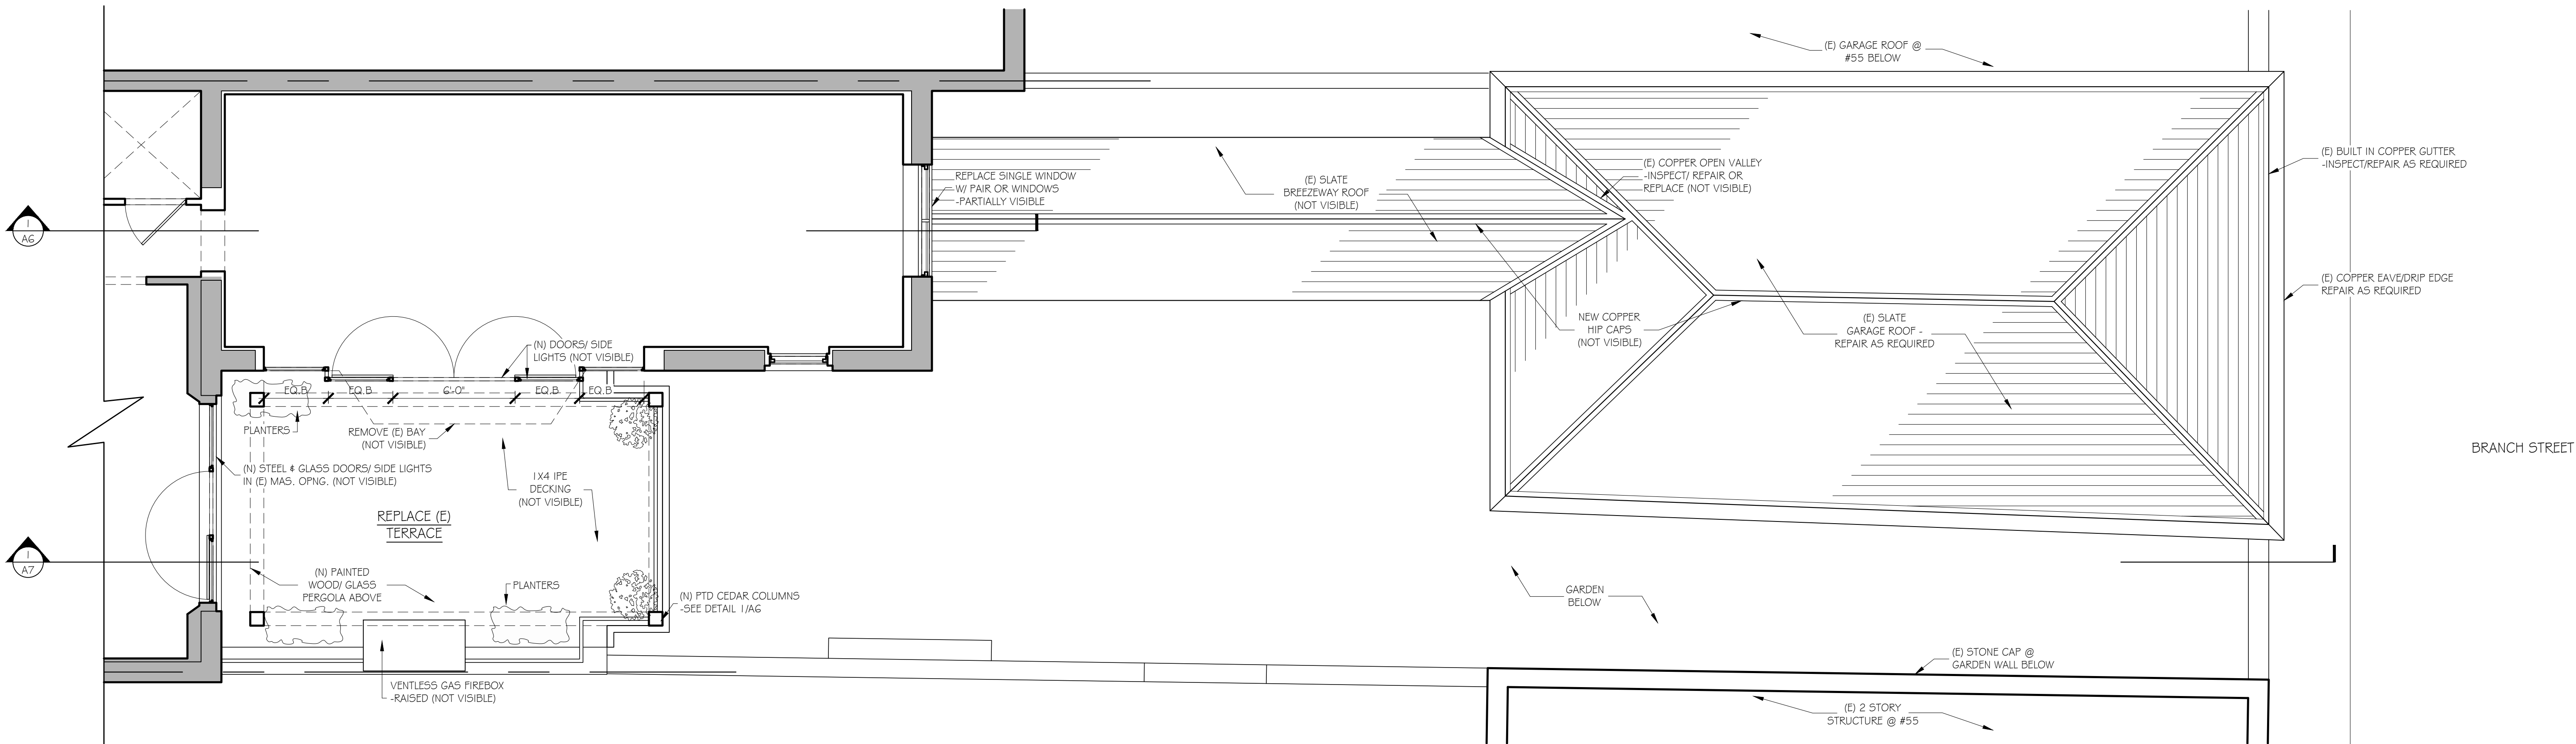 (E) GARAGE ROOF @
#55 BELOW
(E) BUILT IN COPPER GUTTER
-INSPECT/REPAIR AS REQUIRED
(E) COPPER OPEN VALLEY
-INSPECT/ REPAIR OR
REPLACE (NOT VISIBLE)
REPLACE SINGLE WINDOW
W/ PAIR OR WINDOWS
-PARTIALLY VISIBLE
(E) SLATE
BREEZEWAY ROOF
(NOT VISIBLE)
1
A6
(E) COPPER EAVE/DRIP EDGE
REPAIR AS REQUIRED
NEW COPPER
HIP CAPS
(NOT VISIBLE)
(E) SLATE
GARAGE ROOF -
REPAIR AS REQUIRED
(N) DOORS/ SIDE
LIGHTS (NOT VISIBLE)
EQ.B EQ.B 6'-0" EQ.B EQ.B
PLANTERS
REMOVE (E) BAY
(NOT VISIBLE)
BRANCH STREET
(N) STEEL & GLASS DOORS/ SIDE LIGHTS
IN (E) MAS. OPNG. (NOT VISIBLE)
1X4 IPE
DECKING
(NOT VISIBLE)
REPLACE (E)
TERRACE
1
A7
(N) PAINTED
WOOD/ GLASS
PERGOLA ABOVE
PLANTERS
(N) PTD CEDAR COLUMNS
-SEE DETAIL 1/A6
GARDEN
BELOW
(E) STONE CAP @
GARDEN WALL BELOW
VENTLESS GAS FIREBOX
-RAISED (NOT VISIBLE)
(E) 2 STORY
STRUCTURE @ #55